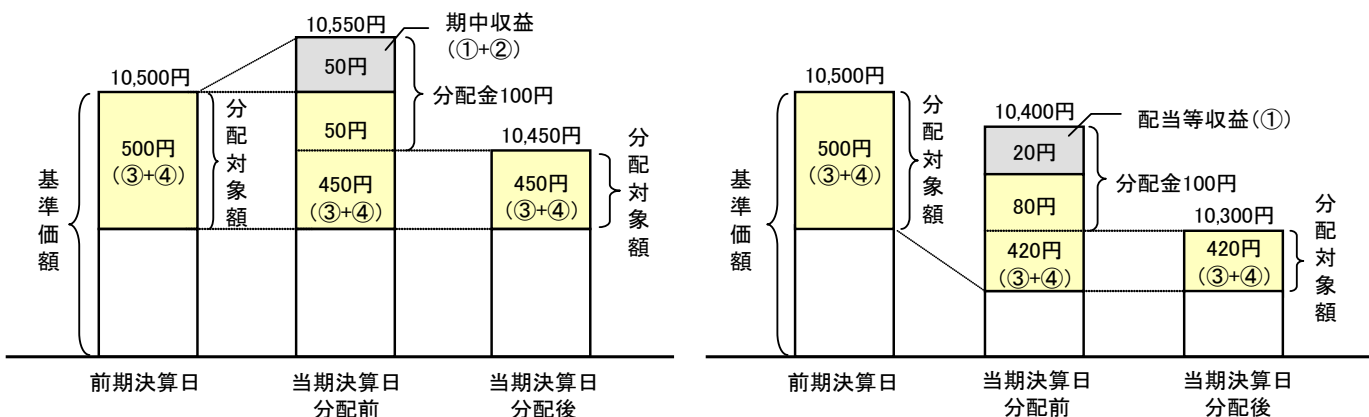 10,550円
期中収益
(①+②)
10,500円
50円
分配金100円
分配対象額
500円
(③+④)
50円
10,450円
分配対象額
450円
(③+④)
450円
(③+④)
基準価額
前期決算日
当期決算日
分配前
当期決算日
分配後
10,500円
分配対象額
10,400円
配当等収益(①)
20円
500円
(③+④)
分配金100円
80円
10,300円
分配対象額
420円
(③+④)
420円
(③+④)
基準価額
前期決算日
当期決算日
分配前
当期決算日
分配後